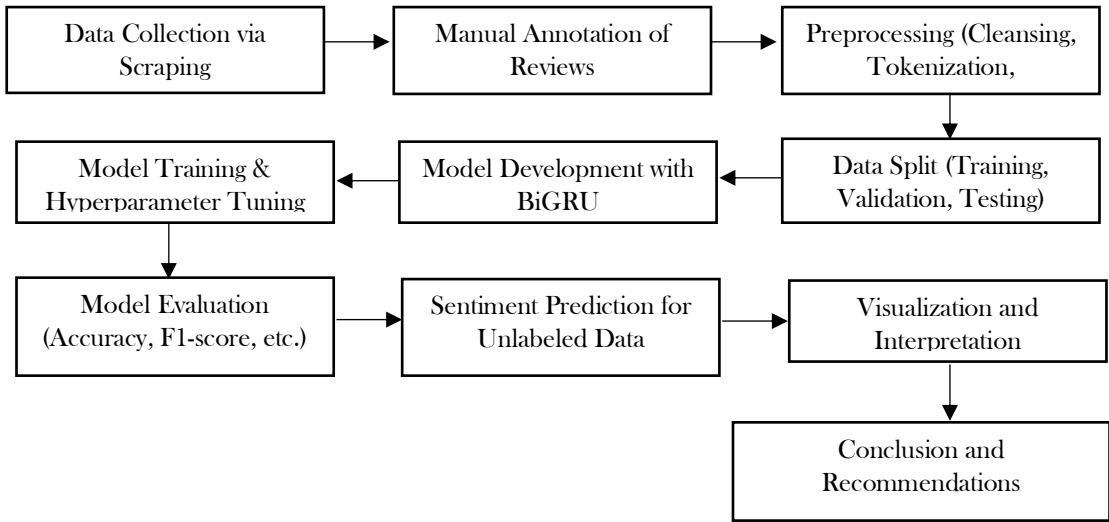 Data Collection via
Scraping
Manual Annotation of
Reviews
Preprocessing (Cleansing,
Tokenization,
Data Split (Training,
Validation, Testing)
Model Development with
BiGRU
Model Training &
Hyperparameter Tuning
Model Evaluation
(Accuracy, F1-score, etc.)
Sentiment Prediction for
Unlabeled Data
Visualization and
Interpretation
Conclusion and
Recommendations